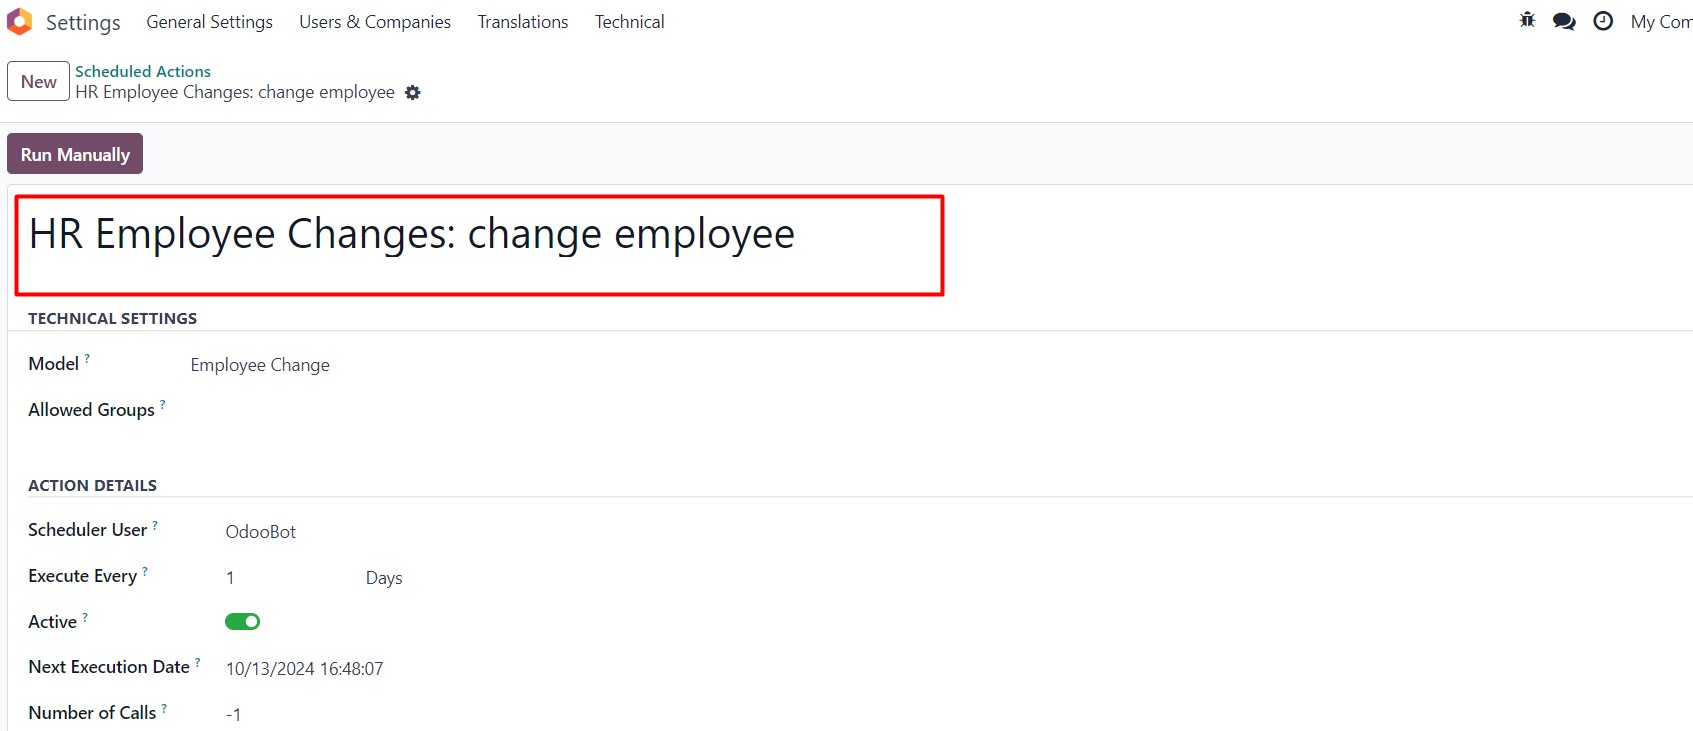 Settings General Settings Users & Companies Translations Technical My Com
New Scheduled Actions
HR Employee Changes: change employee
Run Manually
HR Employee Changes: change employee
TECHNICAL SETTINGS
Model ? Employee Change
Allowed Groups ?
ACTION DETAILS
Scheduler User ? OdooBot
Execute Every ? 1 Days
Active ?
Next Execution Date ? 10/13/2024 16:48:07
Number of Calls ? -1